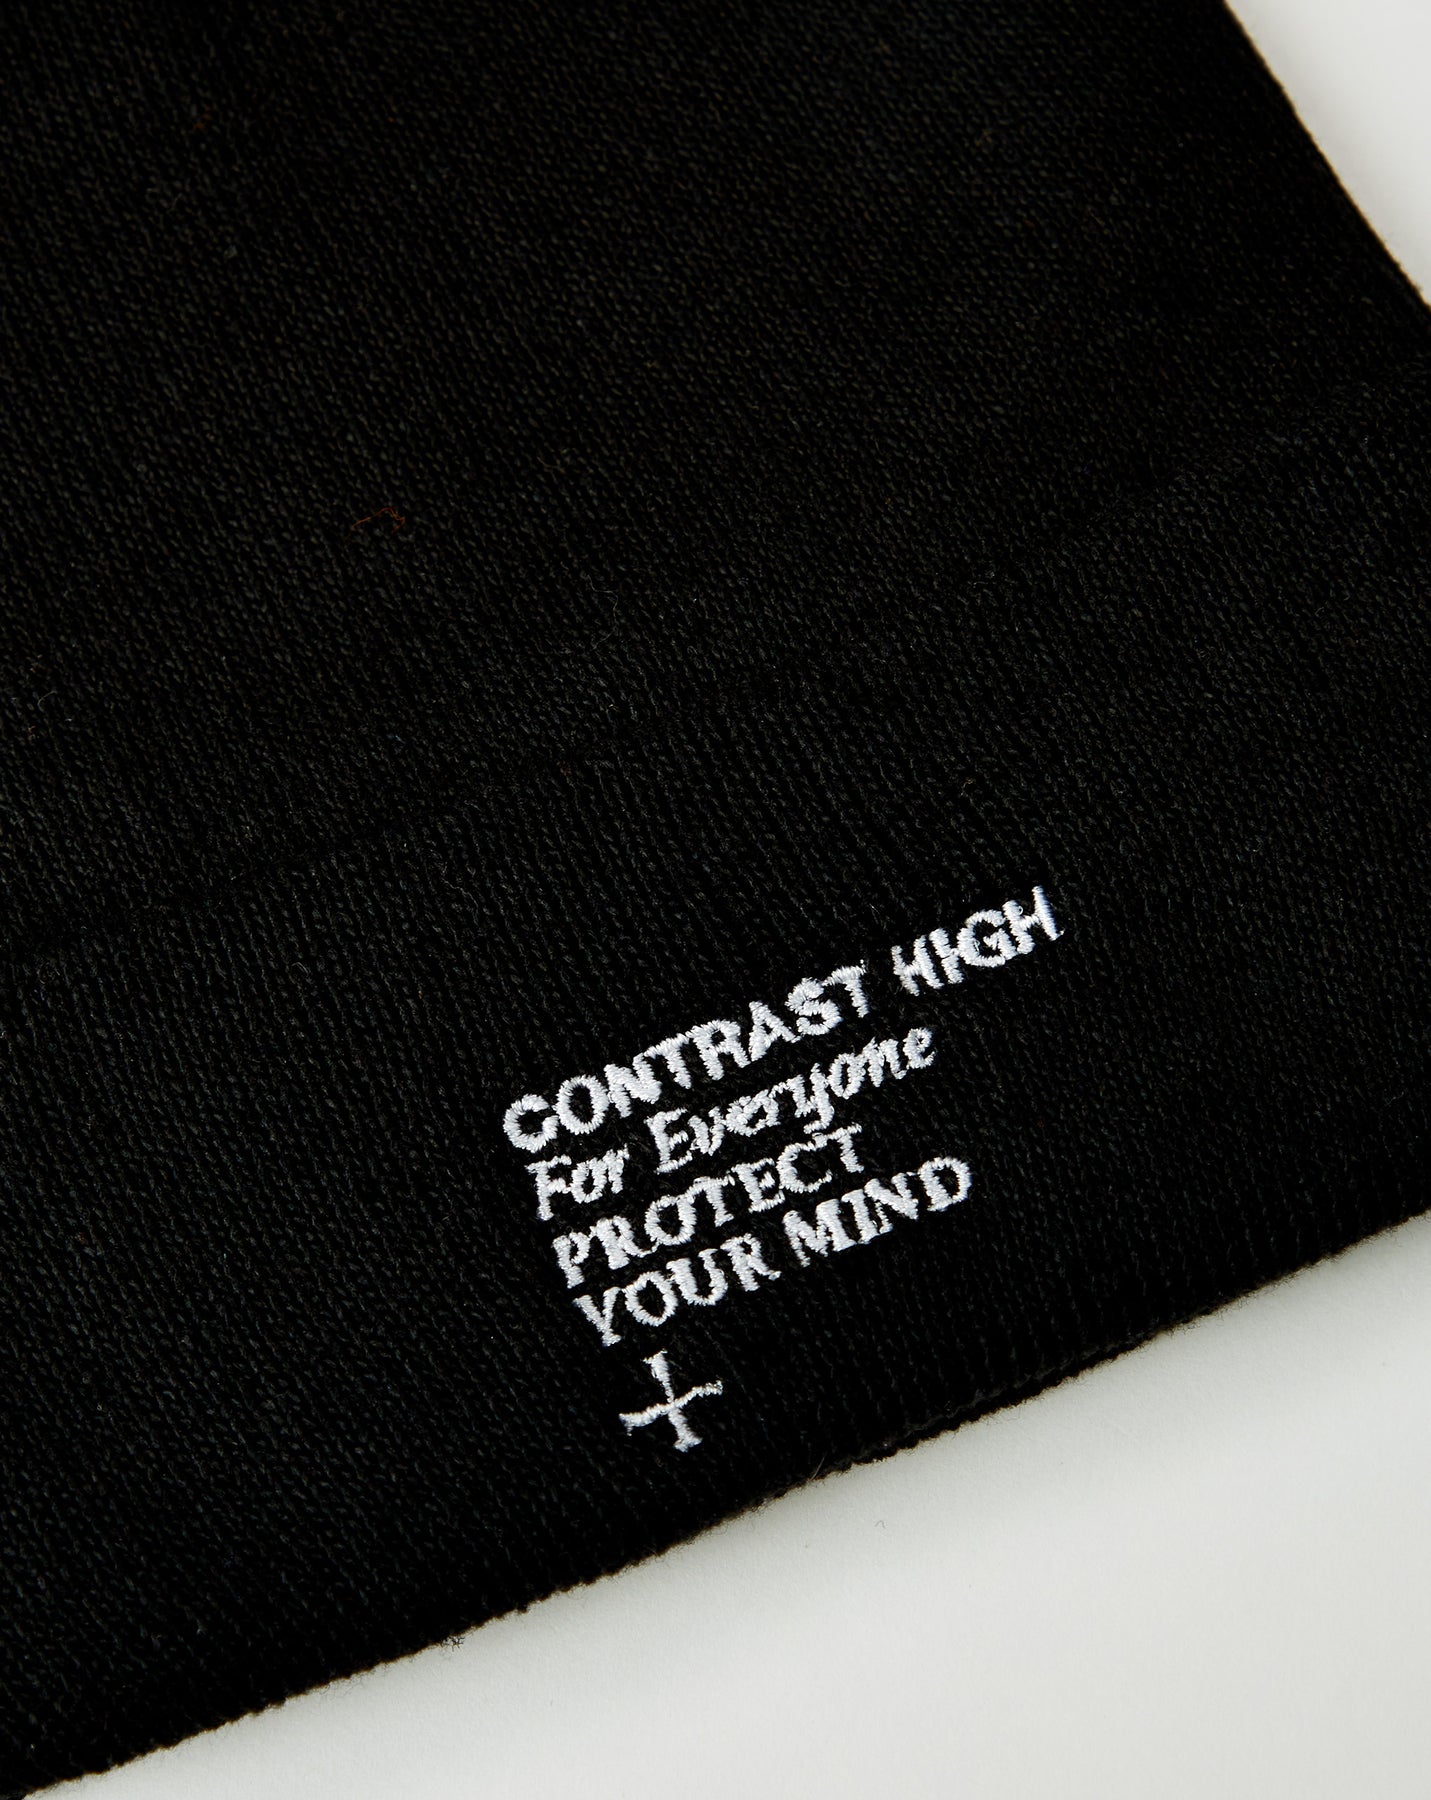 CONTRAST HIGH
For Everyone
PROTECT
YOUR MIND